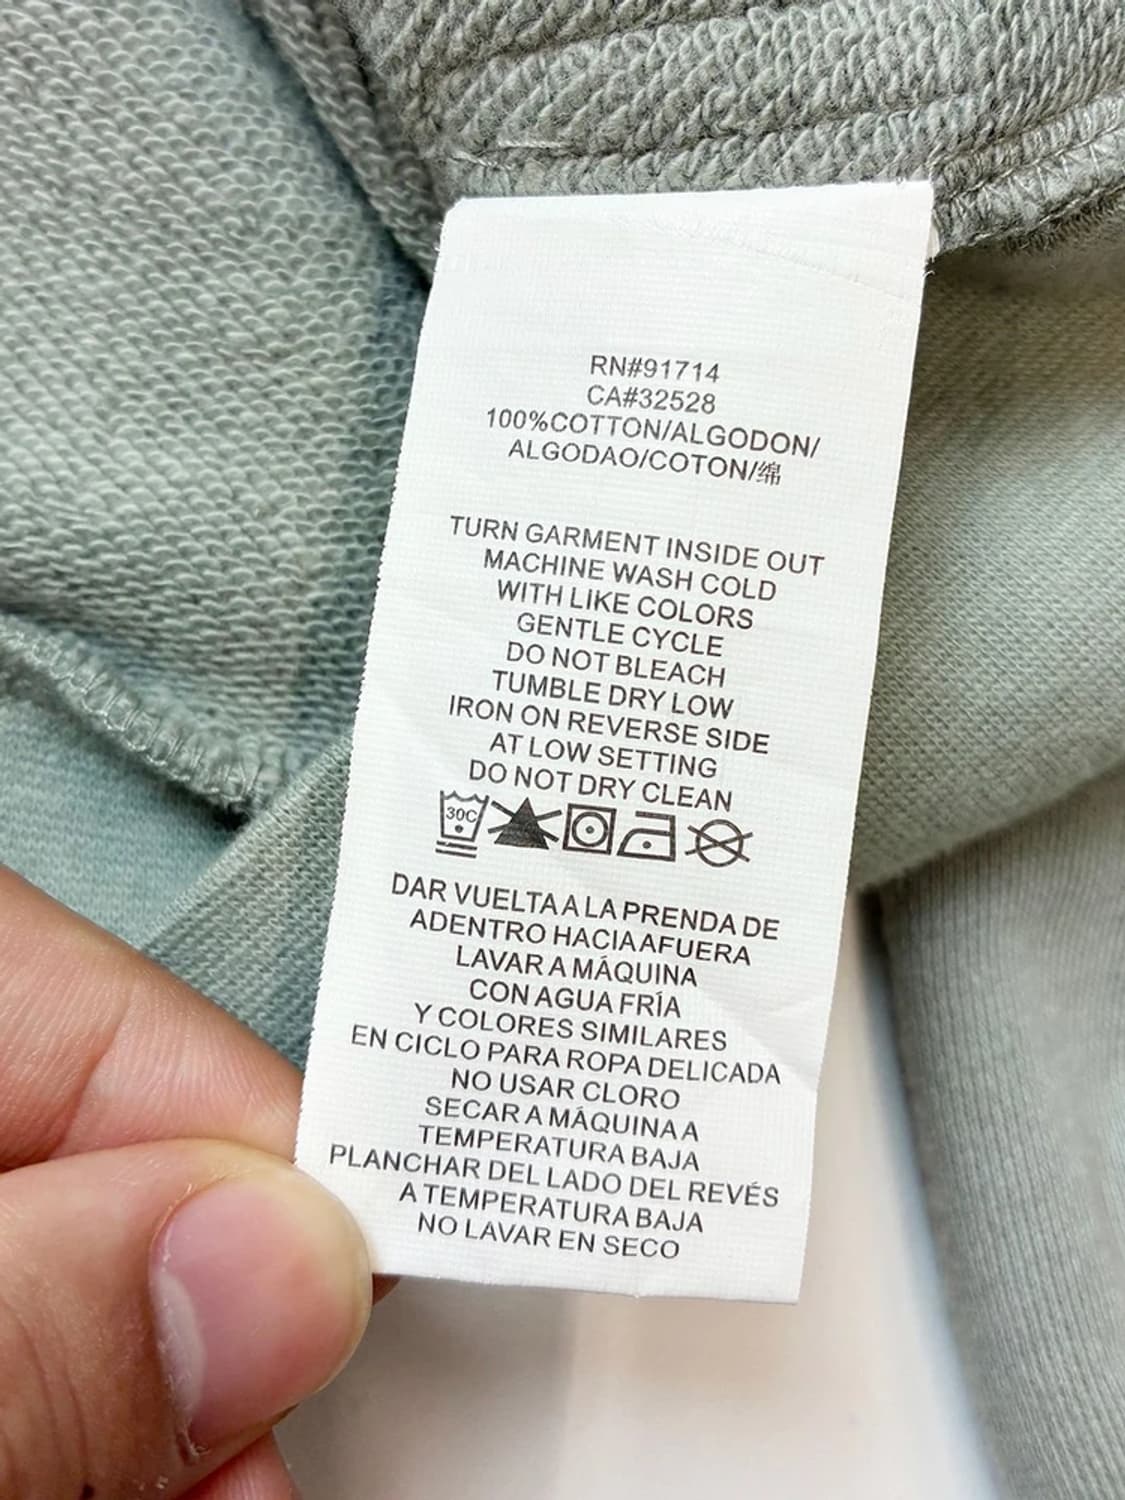 RN#91714
CA#32528
100%COTTON/ALGODON/
ALGODAO/COTON/绵
TURN GARMENT INSIDE OUT
MACHINE WASH COLD
WITH LIKE COLORS
GENTLE CYCLE
DO NOT BLEACH
TUMBLE DRY LOW
IRON ON REVERSE SIDE
AT LOW SETTING
DO NOT DRY CLEAN
30C
DAR VUELTA A LA PRENDA DE
ADENTRO HACIA AFUERA
LAVAR A MÁQUINA
CON AGUA FRÍA
Y COLORES SIMILARES
EN CICLO PARA ROPA DELICADA
NO USAR CLORO
SECAR A MÁQUINA A
TEMPERATURA BAJA
PLANCHAR DEL LADO DEL REVÉS
A TEMPERATURA BAJA
NO LAVAR EN SECO